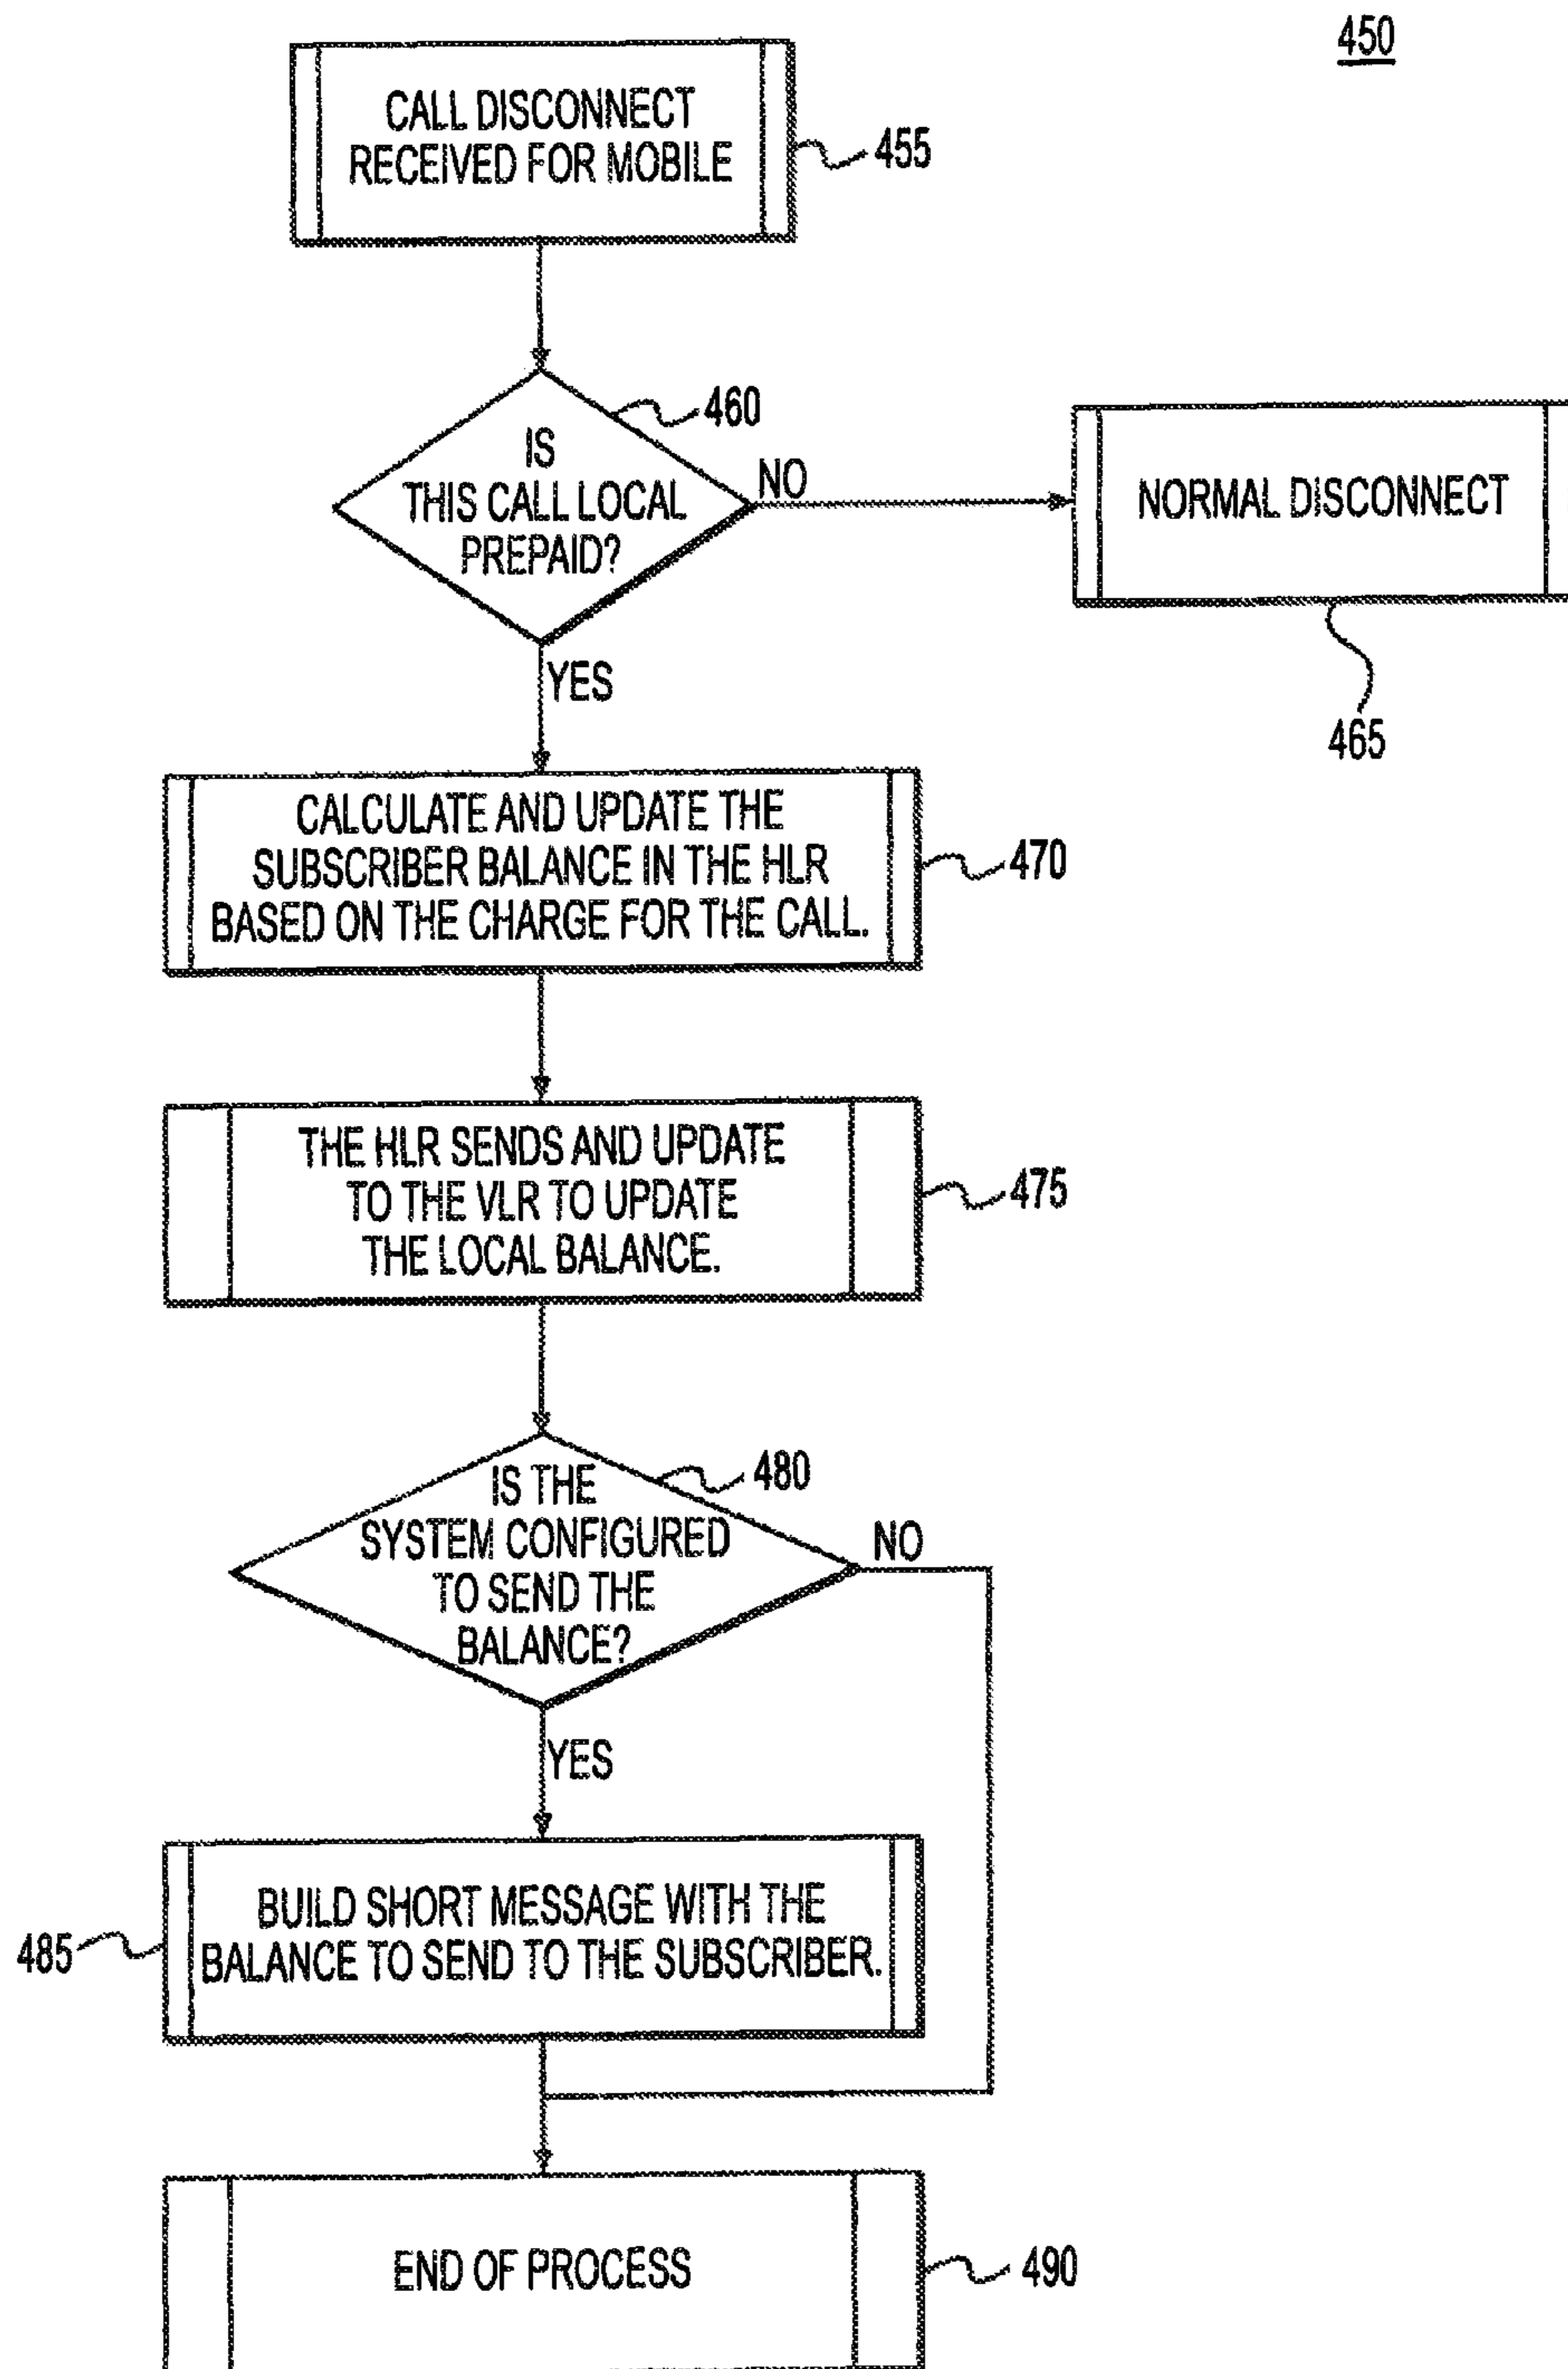 450
CALL DISCONNECT
RECEIVED FOR MOBILE
455
460
IS
THIS CALL LOCAL
PREPAID?
NO
NORMAL DISCONNECT
465
YES
CALCULATE AND UPDATE THE
SUBSCRIBER BALANCE IN THE HLR
BASED ON THE CHARGE FOR THE CALL.
470
THE HLR SENDS AND UPDATE
TO THE VLR TO UPDATE
THE LOCAL BALANCE.
475
480
IS THE
SYSTEM CONFIGURED
TO SEND THE
BALANCE?
NO
YES
BUILD SHORT MESSAGE WITH THE
BALANCE TO SEND TO THE SUBSCRIBER.
485
END OF PROCESS
490